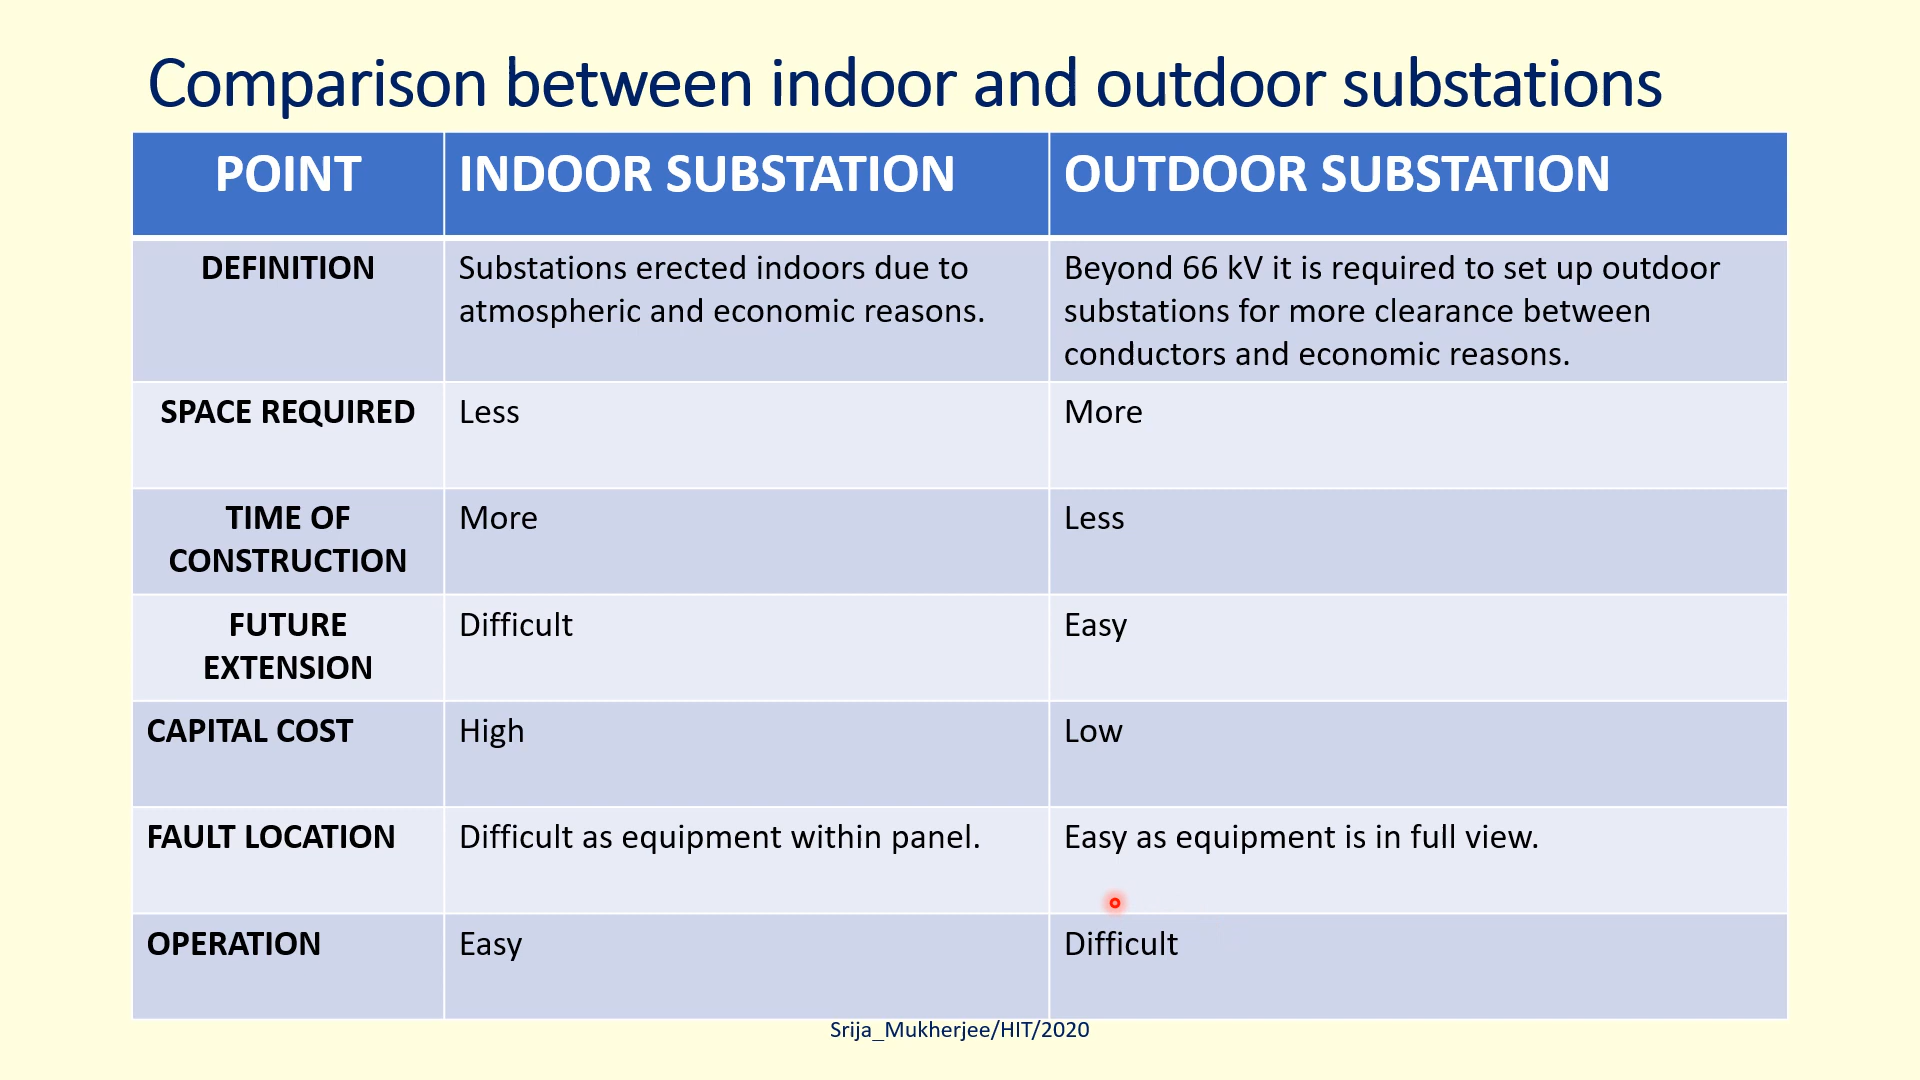 Comparison between indoor and outdoor substations
POINT
INDOOR SUBSTATION
OUTDOOR SUBSTATION
DEFINITION
Substations erected indoors due to
atmospheric and economic reasons.
Beyond 66 kV it is required to set up outdoor
substations for more clearance between
conductors and economic reasons.
SPACE REQUIRED
Less
More
TIME OF
CONSTRUCTION
More
Less
FUTURE
EXTENSION
Difficult
Easy
CAPITAL COST
High
Low
FAULT LOCATION
Difficult as equipment within panel.
Easy as equipment is in full view.
OPERATION
Easy
Difficult
Srija_Mukherjee/HIT/2020